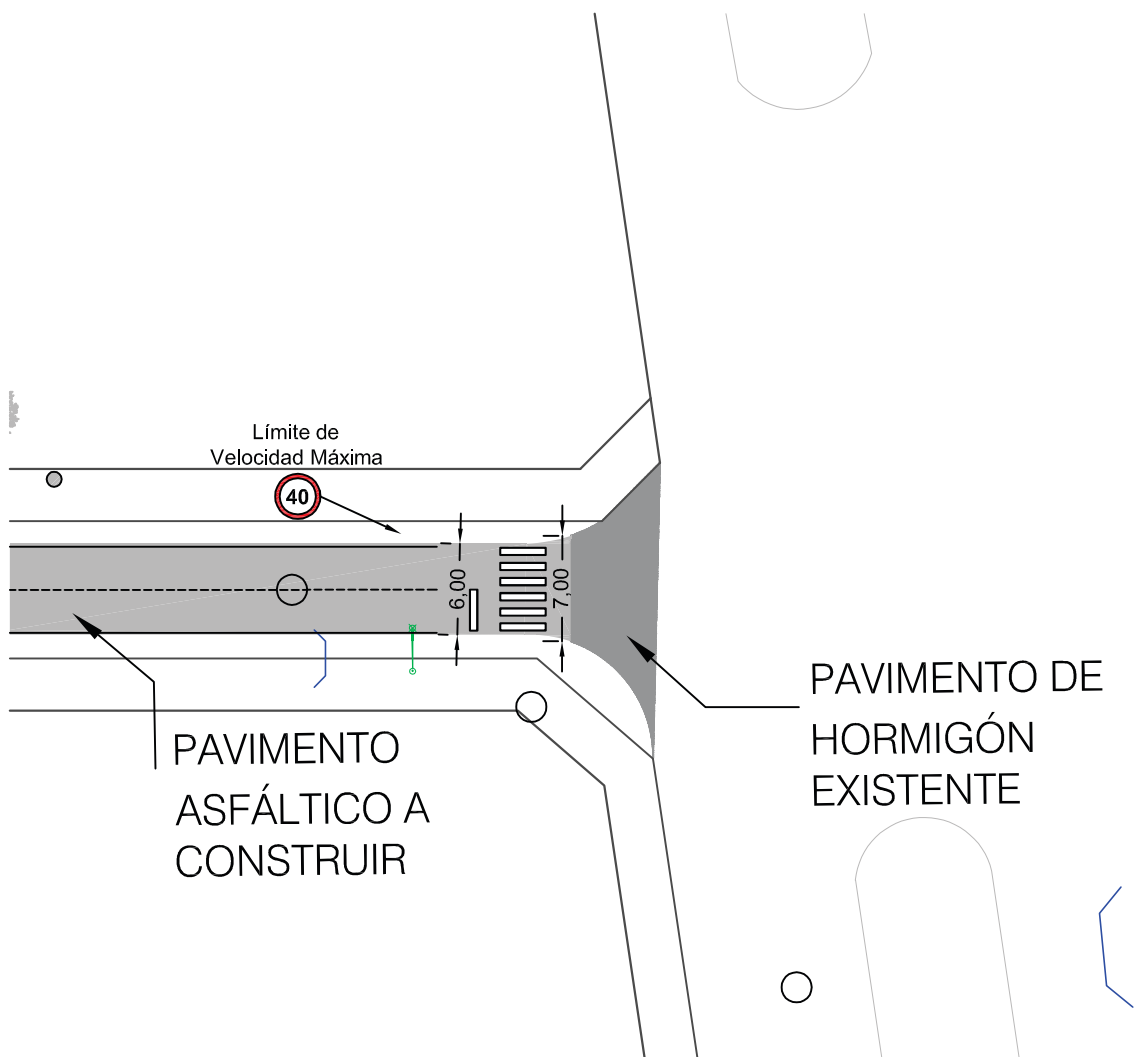 Límite de
Velocidad Máxima
40
6,00
7,00
PAVIMENTO DE
HORMIGÓN
EXISTENTE
PAVIMENTO
ASFÁLTICO A
CONSTRUIR